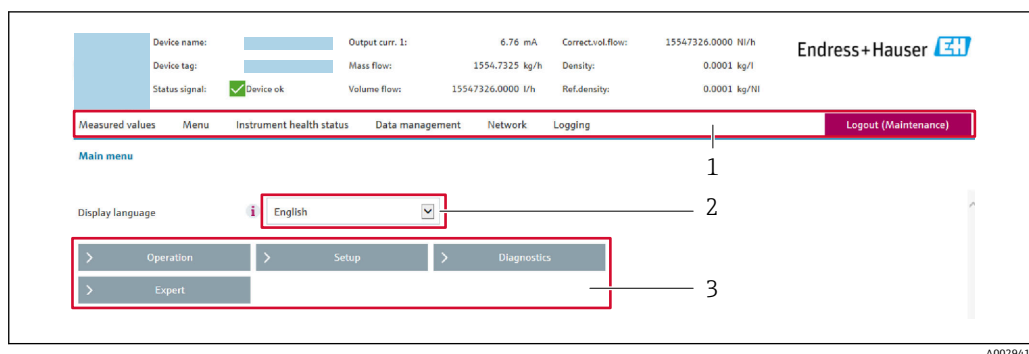 Device name: Output curr. 1: 6.76 mA Correct.vol.flow: 15547326.0000 Nl/h
Endress+Hauser EH
Device tag: Mass flow: 1554.7325 kg/h Density: 0.0001 kg/l
Status signal: Device ok Volume flow: 15547326.0000 l/h Ref.density: 0.0001 kg/Nl
Measured values Menu Instrument health status Data management Network Logging Logout (Maintenance)
1
Main menu
Display language i English 2
> Operation > Setup > Diagnostics
> Expert 3